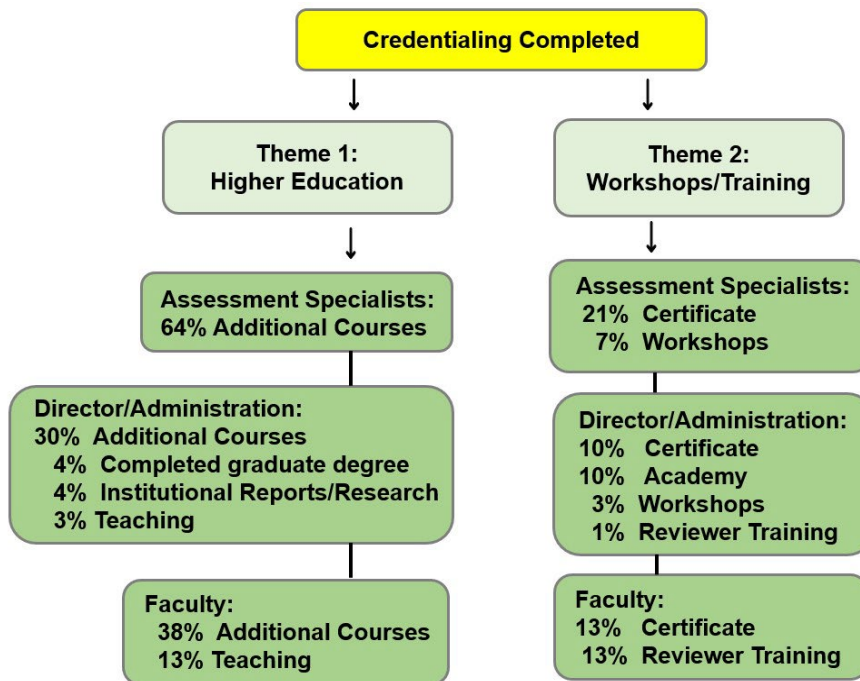 Credentialing Completed
Theme 1:
Higher Education
Assessment Specialists:
64% Additional Courses
Director/Administration:
30% Additional Courses
4% Completed graduate degree
4% Institutional Reports/Research
3% Teaching
Faculty:
38% Additional Courses
13% Teaching
Theme 2:
Workshops/Training
Assessment Specialists:
21% Certificate
7% Workshops
Director/Administration:
10% Certificate
10% Academy
3% Workshops
1% Reviewer Training
Faculty:
13% Certificate
13% Reviewer Training